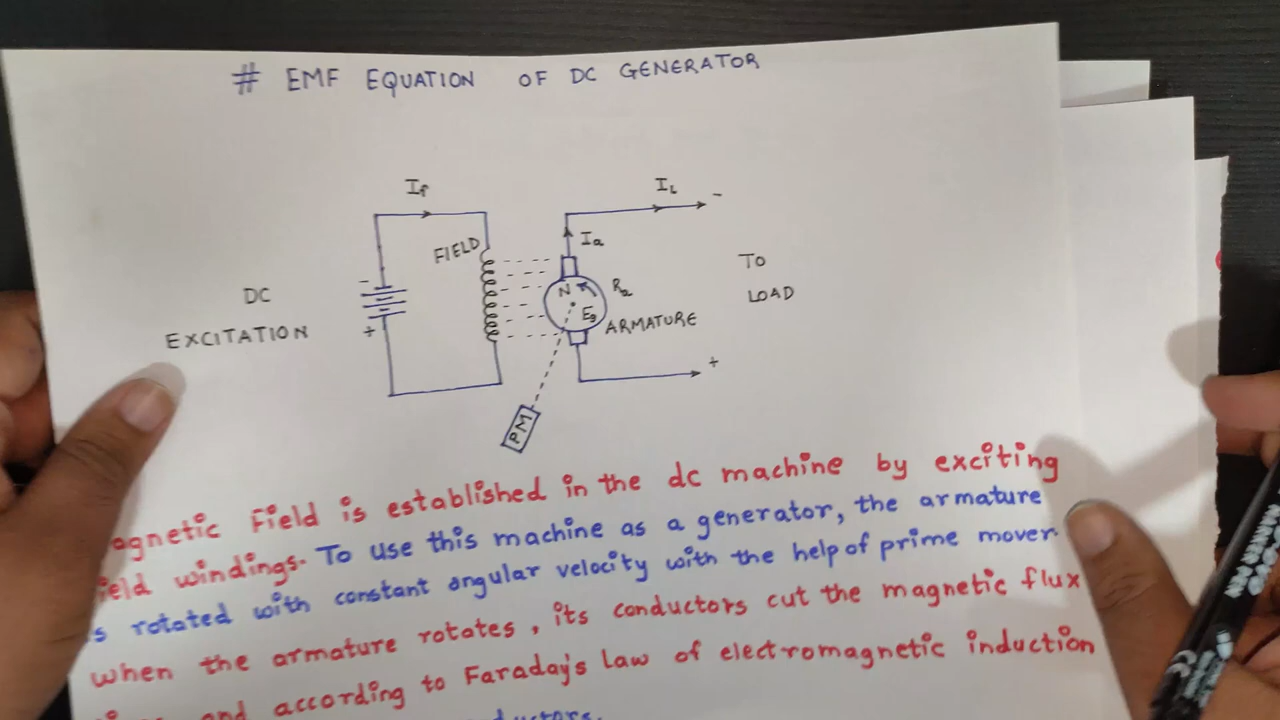 # EMF EQUATION OF DC GENERATOR
If
IL
-
FIELD
Ia
-
DC
EXCITATION
+
N
Ra
Eg
ARMATURE
TO
LOAD
+
PM
agnetic Field is established in the dc machine by exciting
ield windings. To use this machine as a generator, the armature
s rotated with constant angular velocity with the help of prime mover.
when the armature rotates, its conductors cut the magnetic flux
and according to Faraday's law of electromagnetic induction
ductors.